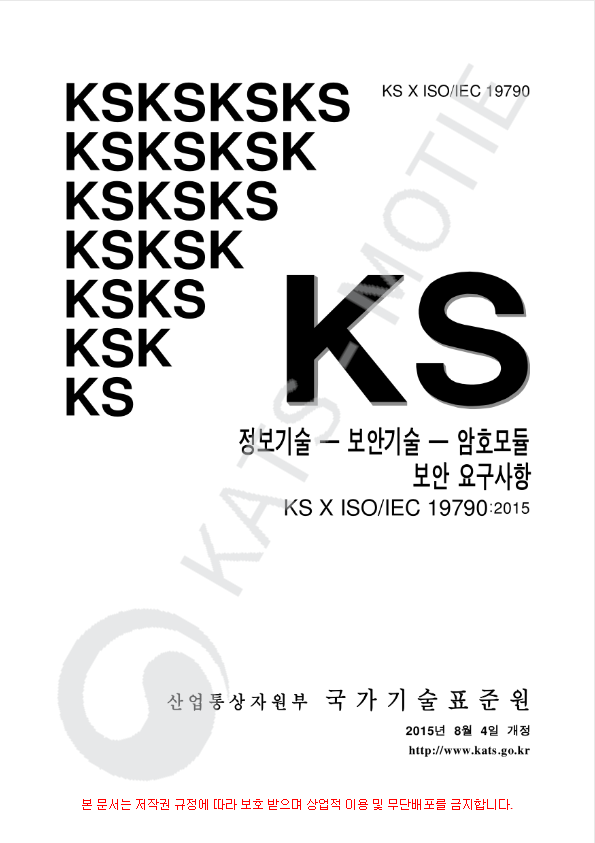 KS X ISO/IEC 19790
KSKSKSKS
KSKSKSK
KSKSKS
KSKSK
KSKS
KSK
KS
KS
정보기술 — 보안기술 — 암호모듈
보안 요구사항
KS X ISO/IEC 19790:2015
산업통상자원부 국가기술표준원
2015년 8월 4일 개정
http://www.kats.go.kr
본 문서는 저작권 규정에 따라 보호 받으며 상업적 이용 및 무단배포를 금지합니다.
KATS - MOTIE